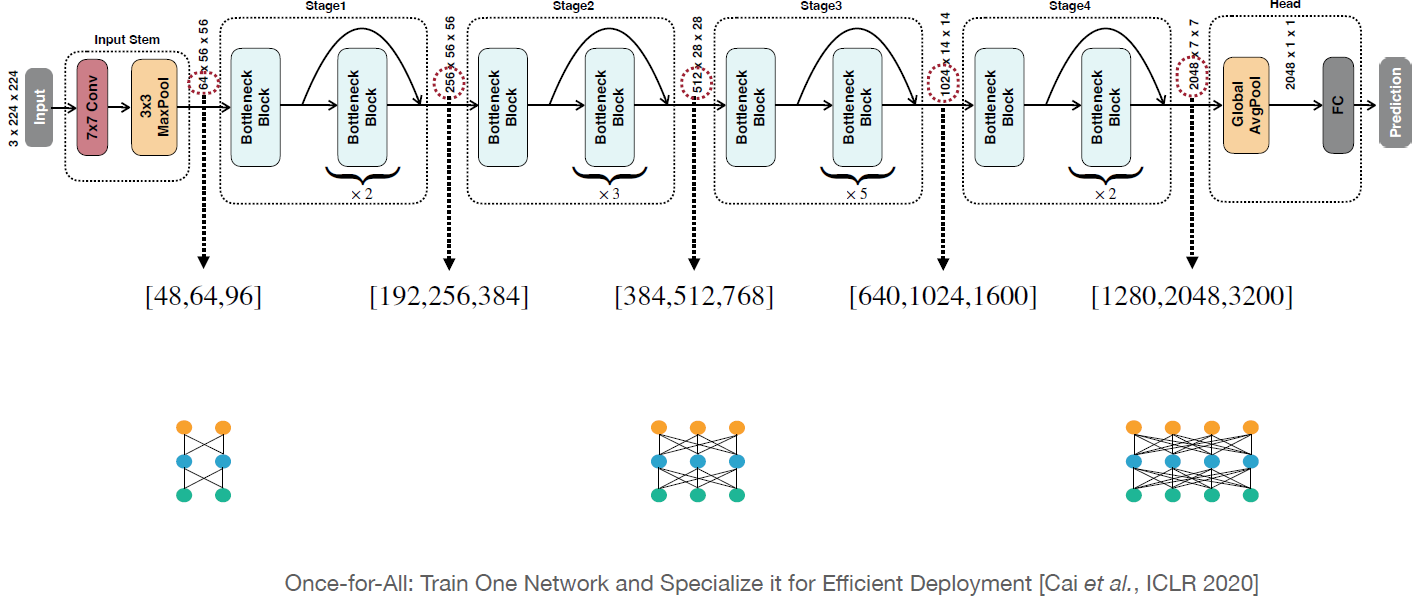 Stage1
Stage2
Stage3
Stage4
Head
Input Stem
3 x 224 x 224
Input
7x7 Conv
3x3
MaxPool
64 x 56 x 56
Bottleneck
Block
Bottleneck
Block
× 2
256 x 56 x 56
Bottleneck
Block
Bottleneck
Block
× 3
512 x 28 x 28
Bottleneck
Block
Bottleneck
Block
× 5
1024 x 14 x 14
Bottleneck
Block
Bottleneck
Block
× 2
2048 x 7 x 7
Global
AvgPool
2048 x 1 x 1
FC
Prediction
[48,64,96]
[192,256,384]
[384,512,768]
[640,1024,1600]
[1280,2048,3200]
Once-for-All: Train One Network and Specialize it for Efficient Deployment [Cai et al., ICLR 2020]